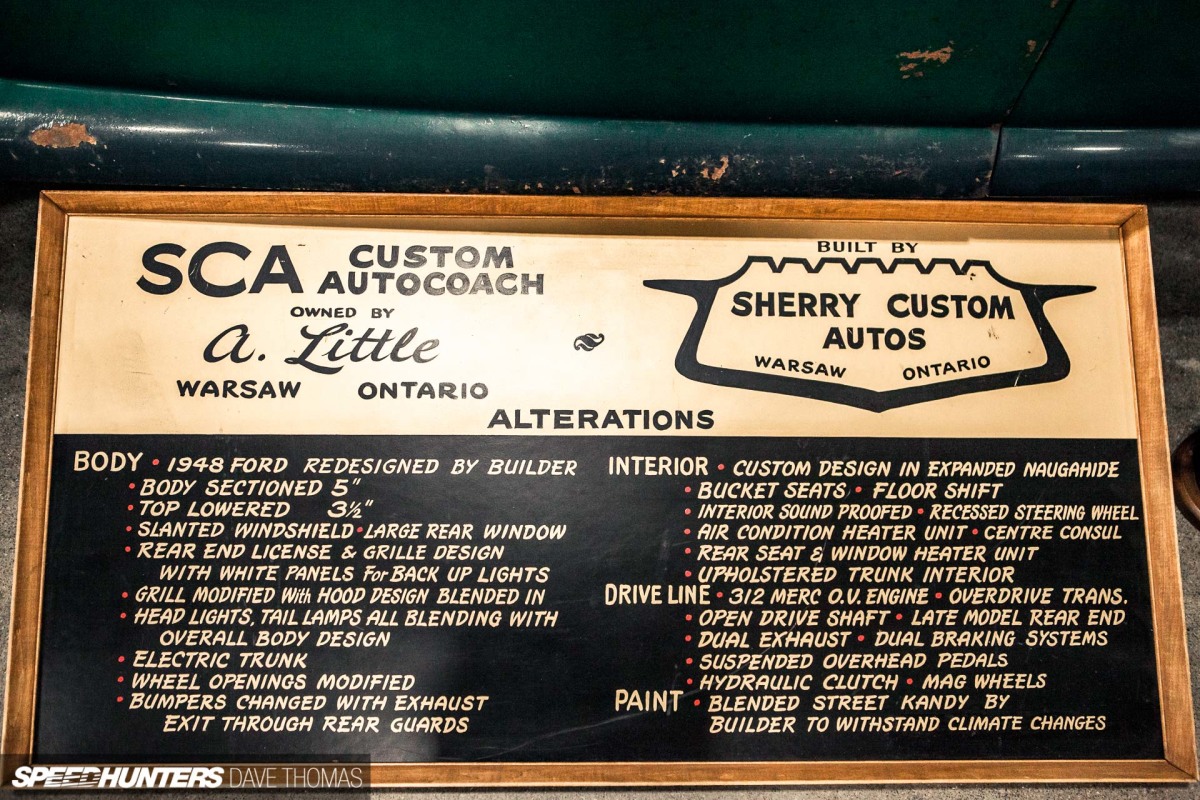 SCA CUSTOM
AUTOCOACH
OWNED BY
A. Little
WARSAW ONTARIO
BUILT BY
SHERRY CUSTOM
AUTOS
WARSAW ONTARIO
ALTERATIONS
BODY • 1948 FORD REDESIGNED BY BUILDER
• BODY SECTIONED 5"
• TOP LOWERED 3½"
• SLANTED WINDSHIELD • LARGE REAR WINDOW
• REAR END LICENSE & GRILLE DESIGN
WITH WHITE PANELS For BACK UP LIGHTS
• GRILL MODIFIED With HOOD DESIGN BLENDED IN
• HEAD LIGHTS, TAIL LAMPS ALL BLENDING WITH
OVERALL BODY DESIGN
• ELECTRIC TRUNK
• WHEEL OPENINGS MODIFIED
• BUMPERS CHANGED WITH EXHAUST
EXIT THROUGH REAR GUARDS
INTERIOR • CUSTOM DESIGN IN EXPANDED NAUGAHIDE
• BUCKET SEATS • FLOOR SHIFT
• INTERIOR SOUND PROOFED • RECESSED STEERING WHEEL
• AIR CONDITION HEATER UNIT • CENTRE CONSUL
• REAR SEAT & WINDOW HEATER UNIT
• UPHOLSTERED TRUNK INTERIOR
DRIVE LINE • 312 MERC O.V. ENGINE • OVERDRIVE TRANS.
• OPEN DRIVE SHAFT • LATE MODEL REAR END
• DUAL EXHAUST • DUAL BRAKING SYSTEMS
• SUSPENDED OVERHEAD PEDALS
• HYDRAULIC CLUTCH • MAG WHEELS
PAINT • BLENDED STREET KANDY BY
BUILDER TO WITHSTAND CLIMATE CHANGES
SPEEDHUNTERS DAVE THOMAS